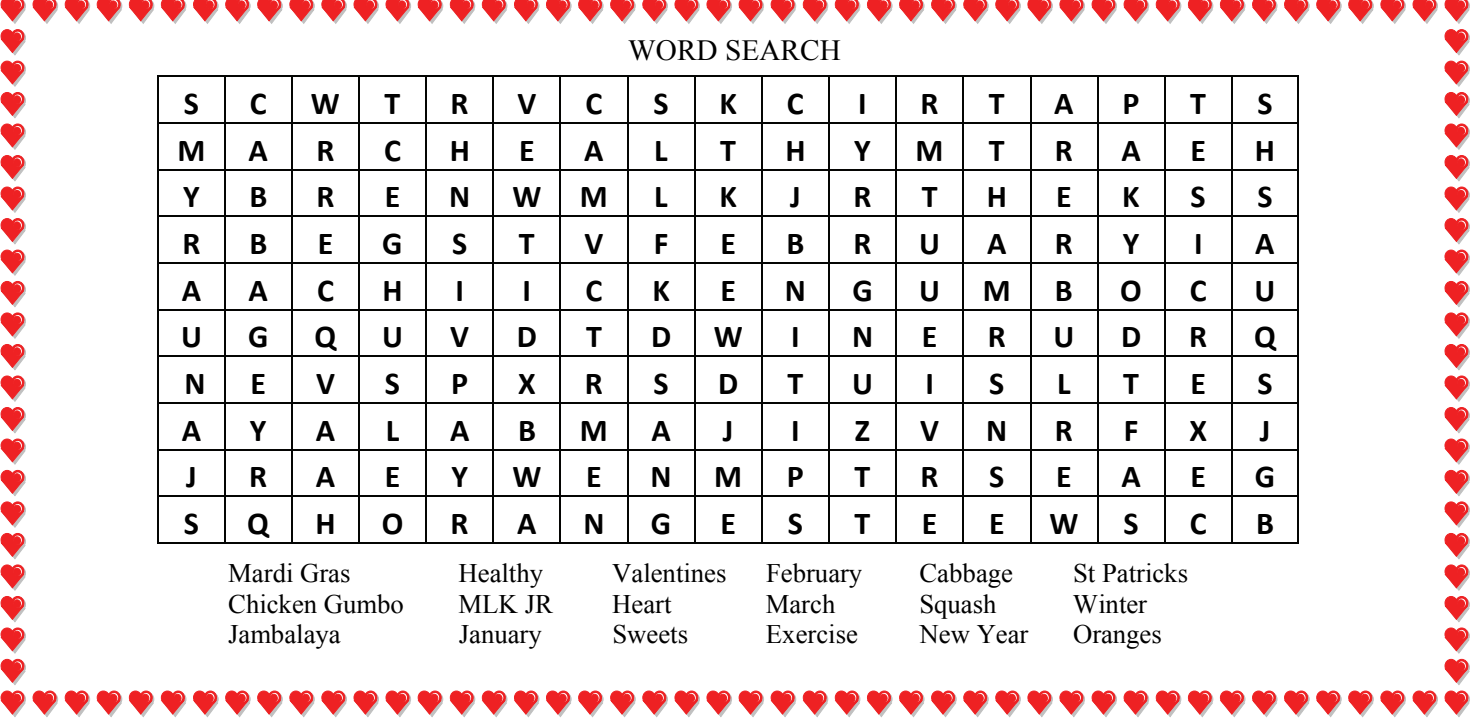 WORD SEARCH
S C W T R V C S K C I R T A P T S
M A R C H E A L T H Y M T R A E H
Y B R E N W M L K J R T H E K S S
R B E G S T V F E B R U A R Y I A
A A C H I I C K E N G U M B O C U
U G Q U V D T D W I N E R U D R Q
N E V S P X R S D T U I S L T E S
A Y A L A B M A J I Z V N R F X J
J R A E Y W E N M P T R S E A E G
S Q H O R A N G E S T E E W S C B
Mardi Gras Healthy Valentines February Cabbage St Patricks
Chicken Gumbo MLK JR Heart March Squash Winter
Jambalaya January Sweets Exercise New Year Oranges